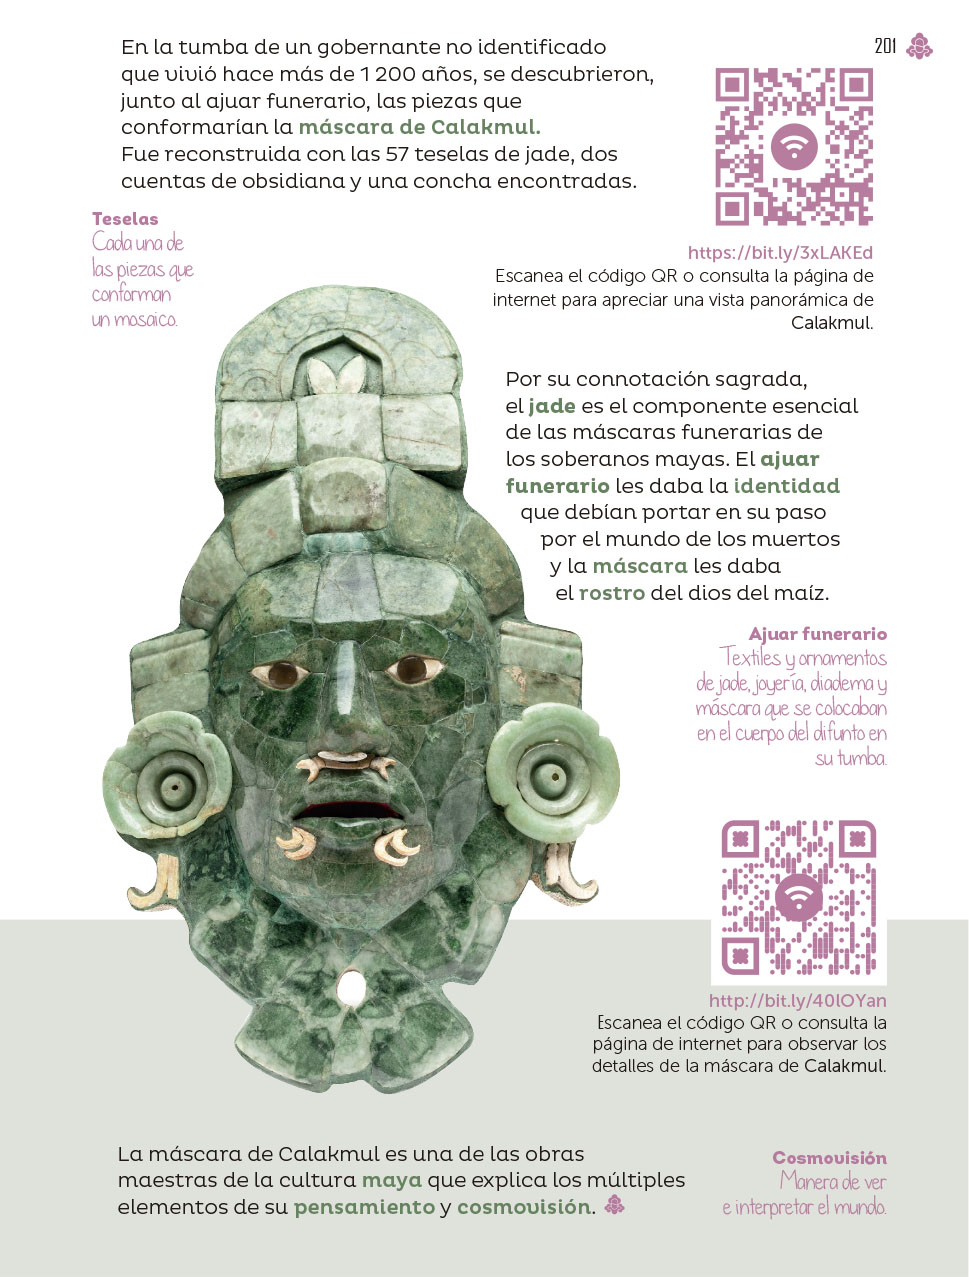 201
En la tumba de un gobernante no identificado
que vivió hace más de 1 200 años, se descubrieron,
junto al ajuar funerario, las piezas que
conformarían la máscara de Calakmul.
Fue reconstruida con las 57 teselas de jade, dos
cuentas de obsidiana y una concha encontradas.
Teselas
Cada una de
las piezas que
conforman
un mosaico.
https://bit.ly/3xLAKEd
Escanea el código QR o consulta la página de
internet para apreciar una vista panorámica de
Calakmul.
Por su connotación sagrada,
el jade es el componente esencial
de las máscaras funerarias de
los soberanos mayas. El ajuar
funerario les daba la identidad
que debían portar en su paso
por el mundo de los muertos
y la máscara les daba
el rostro del dios del maíz.
Ajuar funerario
Textiles y ornamentos
de jade, joyería, diadema y
máscara que se colocaban
en el cuerpo del difunto en
su tumba.
http://bit.ly/40lOYan
Escanea el código QR o consulta la
página de internet para observar los
detalles de la máscara de Calakmul.
La máscara de Calakmul es una de las obras
maestras de la cultura maya que explica los múltiples
elementos de su pensamiento y cosmovisión.
Cosmovisión
Manera de ver
e interpretar el mundo.